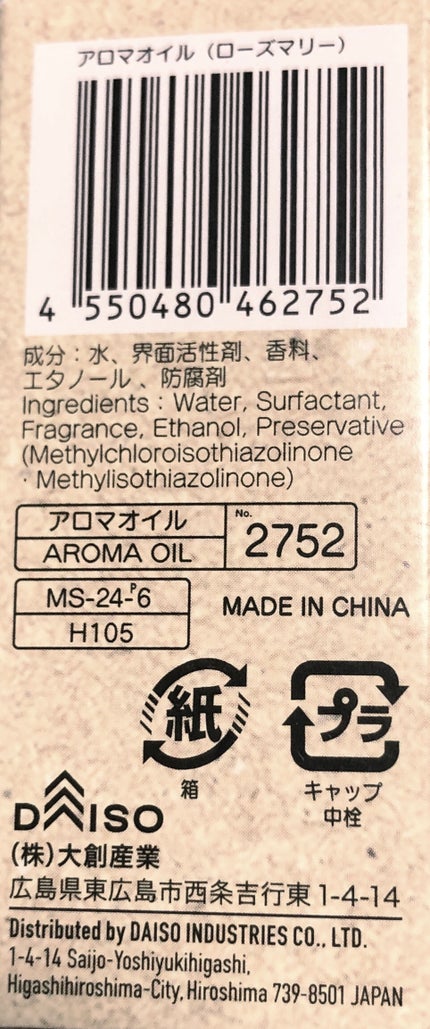 アロマオイル（ローズマリー）
4 550480 462752
成分：水、界面活性剤、香料、
エタノール、防腐剤
Ingredients : Water, Surfactant,
Fragrance, Ethanol, Preservative
(Methylchloroisothiazolinone
・Methylisothiazolinone)
アロマオイル
AROMA OIL
No. 2752
MS-24-P6
H105
MADE IN CHINA
紙
箱
プラ
キャップ
中栓
DAISO
(株)大創産業
広島県東広島市西条吉行東 1-4-14
Distributed by DAISO INDUSTRIES CO., LTD.
1-4-14 Saijo-Yoshiyukihigashi,
Higashihiroshima-City, Hiroshima 739-8501 JAPAN